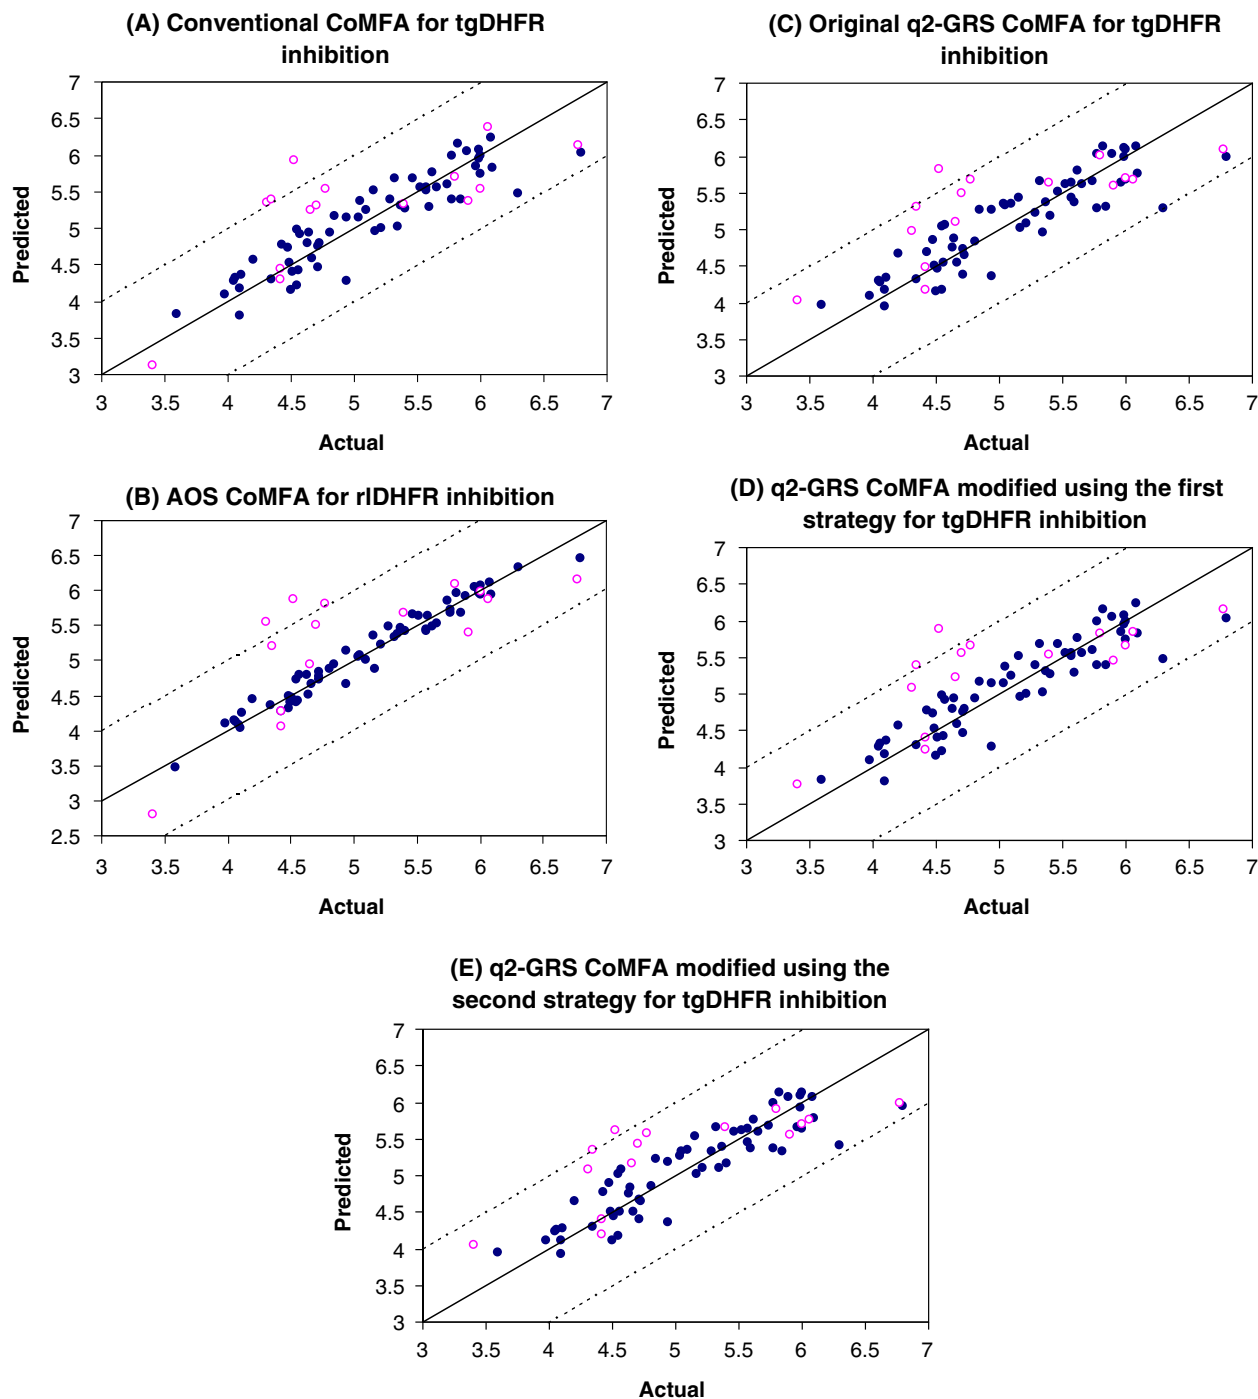 (A) Conventional CoMFA for tgDHFR
inhibition
7
6.5
6
5.5
5
4.5
4
3.5
3
Predicted
3 3.5 4 4.5 5 5.5 6 6.5 7
Actual
(C) Original q2-GRS CoMFA for tgDHFR
inhibition
7
6.5
6
5.5
5
4.5
4
3.5
3
Predicted
3 3.5 4 4.5 5 5.5 6 6.5 7
Actual
(B) AOS CoMFA for rlDHFR inhibition
7
6.5
6
5.5
5
4.5
4
3.5
3
2.5
Predicted
3 3.5 4 4.5 5 5.5 6 6.5 7
Actual
(D) q2-GRS CoMFA modified using the first
strategy for tgDHFR inhibition
7
6.5
6
5.5
5
4.5
4
3.5
3
Predicted
3 3.5 4 4.5 5 5.5 6 6.5 7
Actual
(E) q2-GRS CoMFA modified using the
second strategy for tgDHFR inhibition
7
6.5
6
5.5
5
4.5
4
3.5
3
Predicted
3 3.5 4 4.5 5 5.5 6 6.5 7
Actual